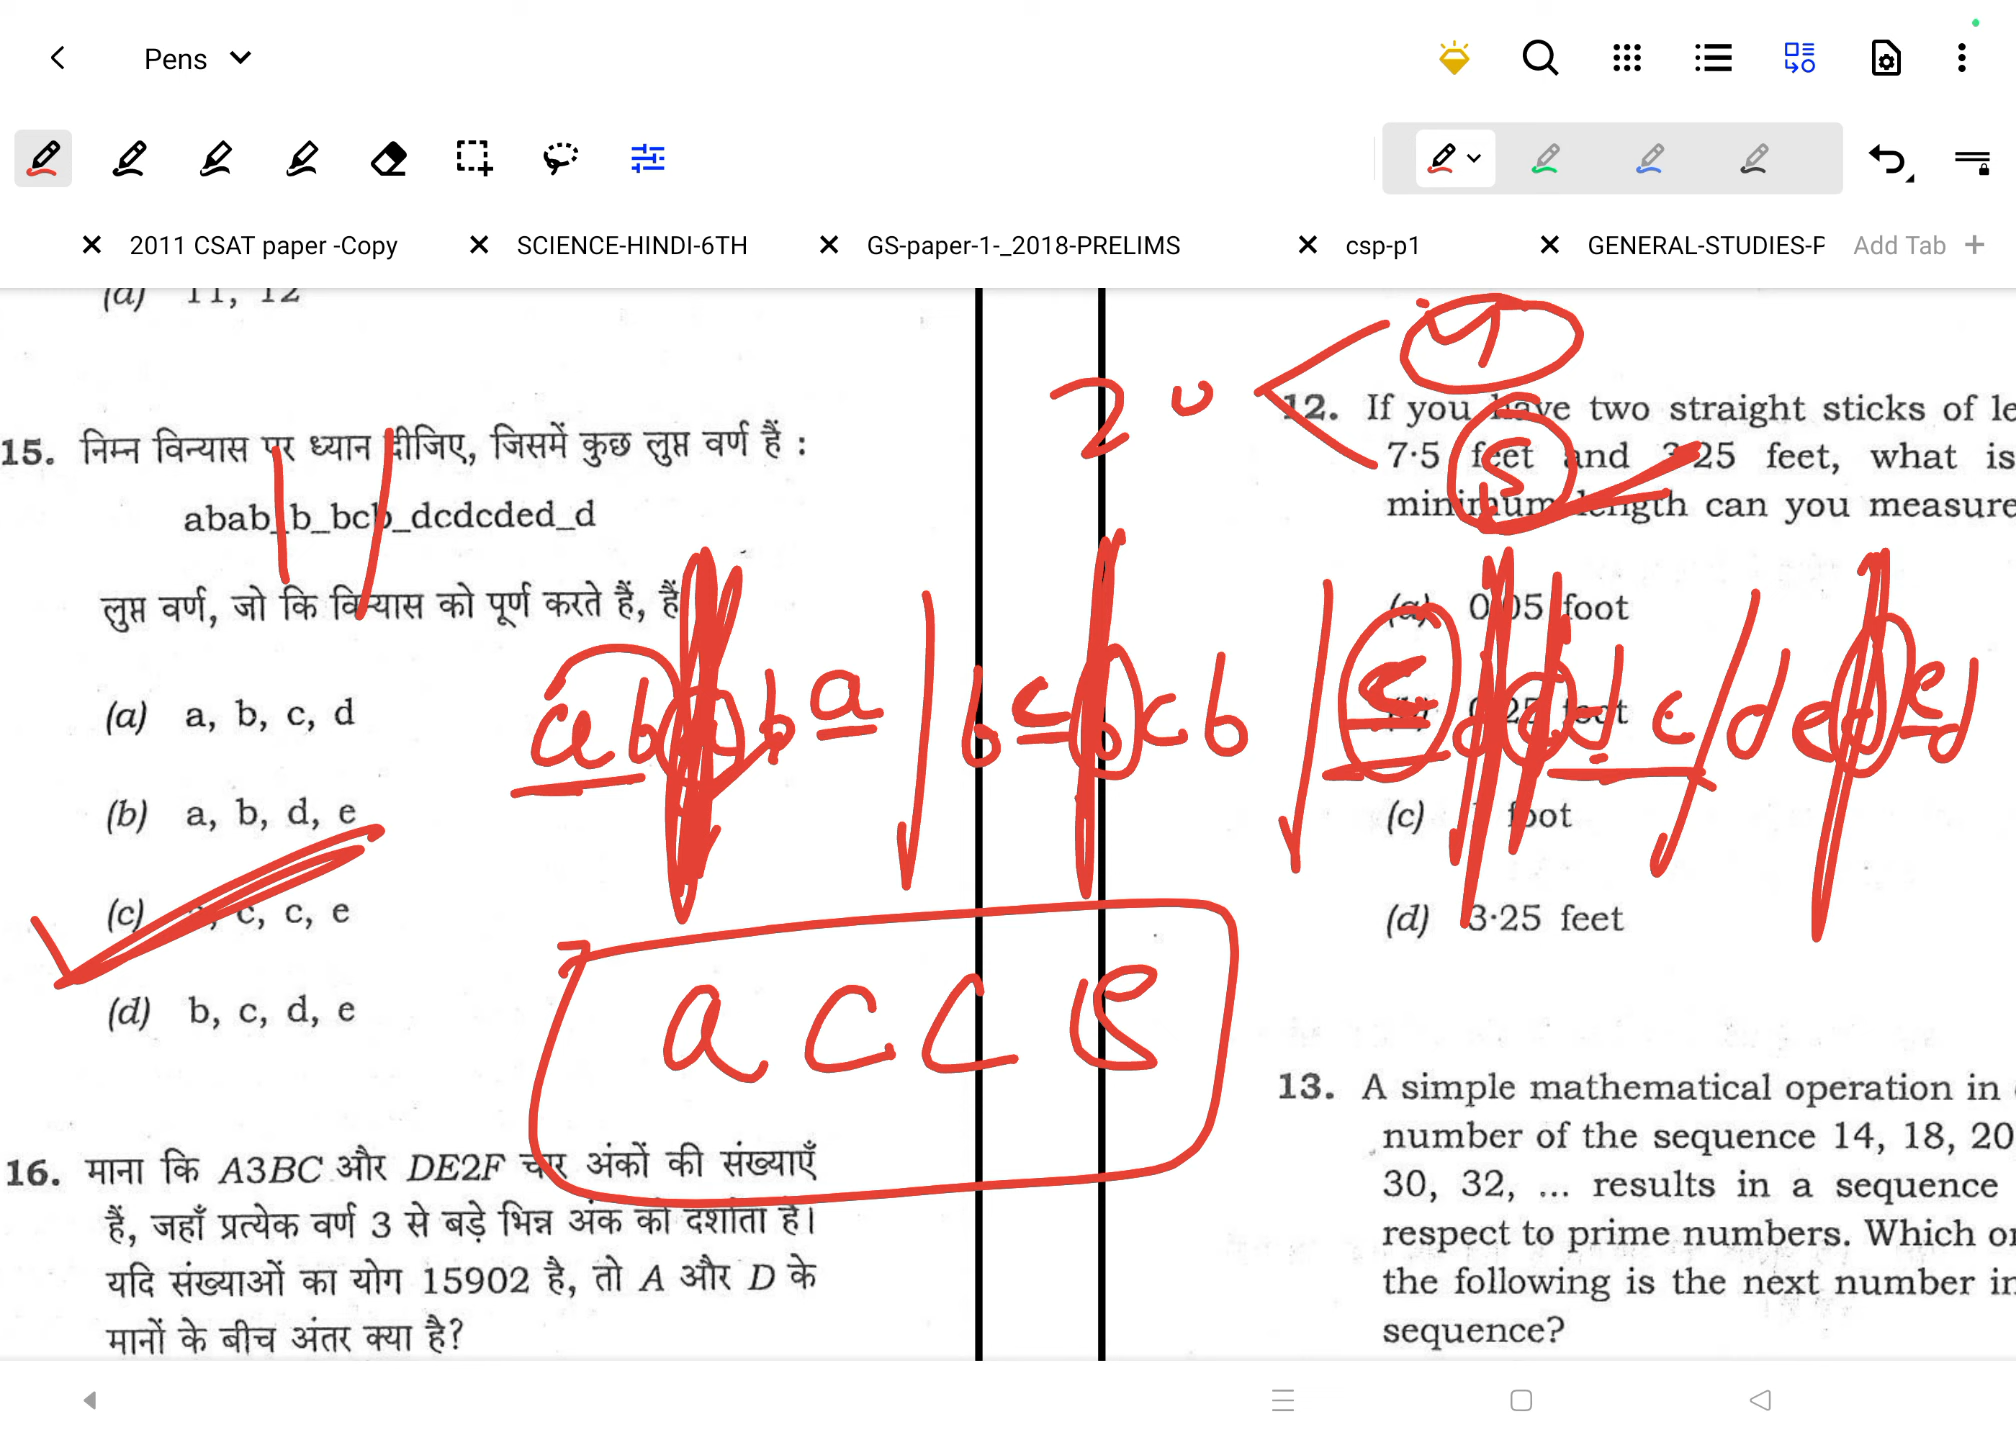 Pens
2011 CSAT paper -Copy
SCIENCE-HINDI-6TH
GS-paper-1-_2018-PRELIMS
csp-p1
GENERAL-STUDIES-P
Add Tab +
(d) 11, 12
15. निम्न विन्यास पर ध्यान दीजिए, जिसमें कुछ लुप्त वर्ण हैं :
abab_b_bcb_dcdcded_d
लुप्त वर्ण, जो कि विन्यास को पूर्ण करते हैं, हैं
(a) a, b, c, d
(b) a, b, d, e
(c) c, c, e
(d) b, c, d, e
a c c e
16. माना कि A3BC और DE2F चार अंकों की संख्याएँ
हैं, जहाँ प्रत्येक वर्ण 3 से बड़े भिन्न अंक को दर्शाता है।
यदि संख्याओं का योग 15902 है, तो A और D के
मानों के बीच अंतर क्या है?
20
5
12. If you have two straight sticks of le
7·5 feet and 3·25 feet, what is
minimum length can you measure
(a) 0·05 foot
foot
(c) foot
(d) 3·25 feet
a b b a b c b c b d c d e d e d
13. A simple mathematical operation in
number of the sequence 14, 18, 20
30, 32, ... results in a sequence
respect to prime numbers. Which
the following is the next number in
sequence?